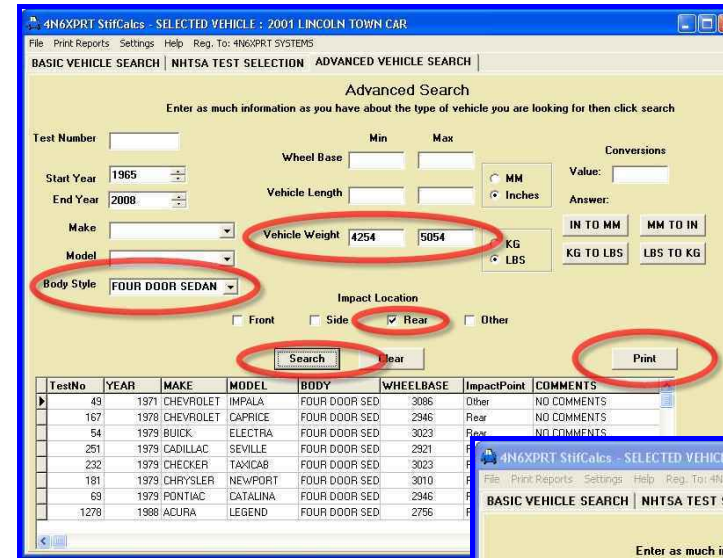 4N6XPRT StifCalcs - SELECTED VEHICLE : 2001 LINCOLN TOWN CAR
File Print Reports Settings Help Reg. To: 4N6XPRT SYSTEMS
BASIC VEHICLE SEARCH NHTSA TEST SELECTION ADVANCED VEHICLE SEARCH
Advanced Search
Enter as much information as you have about the type of vehicle you are looking for then click search
Test Number
Min Max
Wheel Base
Conversions
Start Year 1965
MM
Value:
End Year 2008
Vehicle Length
Inches
Answer:
Make
Vehicle Weight 4254 5054
KG
IN TO MM MM TO IN
Model
LBS
KG TO LBS LBS TO KG
Body Style FOUR DOOR SEDAN
Impact Location
Front Side Rear Other
Search Clear Print
TestNo YEAR MAKE MODEL BODY WHEELBASE ImpactPoint COMMENTS
49 1971 CHEVROLET IMPALA FOUR DOOR SED 3086 Other NO COMMENTS
167 1978 CHEVROLET CAPRICE FOUR DOOR SED 2946 Rear NO COMMENTS
54 1979 BUICK ELECTRA FOUR DOOR SED 3023 Rear NO COMMENTS
251 1979 CADILLAC SEVILLE FOUR DOOR SED 2921
232 1979 CHECKER TAXICAB FOUR DOOR SED 3023
181 1979 CHRYSLER NEWPORT FOUR DOOR SED 3010
69 1979 PONTIAC CATALINA FOUR DOOR SED 2946
1278 1988 ACURA LEGEND FOUR DOOR SED 2756
4N6XPRT StifCalcs - SELECTED VEHICL
File Print Reports Settings Help Reg. To: 4N
BASIC VEHICLE SEARCH NHTSA TEST S
Enter as much i